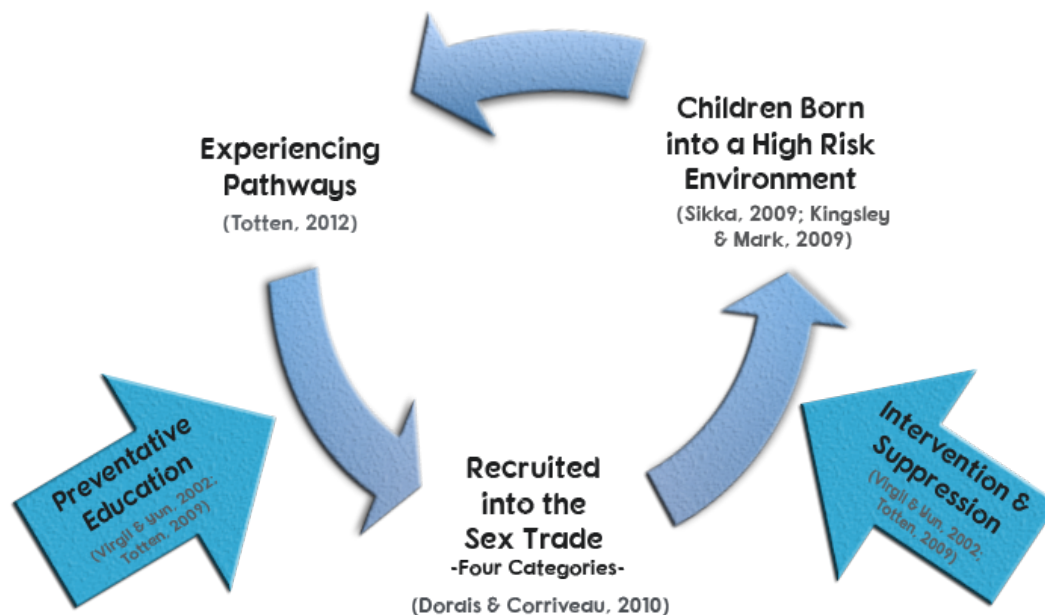 Children Born
into a High Risk
Environment
(Sikka, 2009; Kingsley
& Mark, 2009)
Experiencing
Pathways
(Totten, 2012)
Preventative
Education
(Virgil & Yun, 2002;
Totten, 2009)
Recruited
into the
Sex Trade
-Four Categories-
(Dorais & Corriveau, 2010)
Intervention &
Suppression
(Virgil & Yun, 2002;
Totten, 2009)